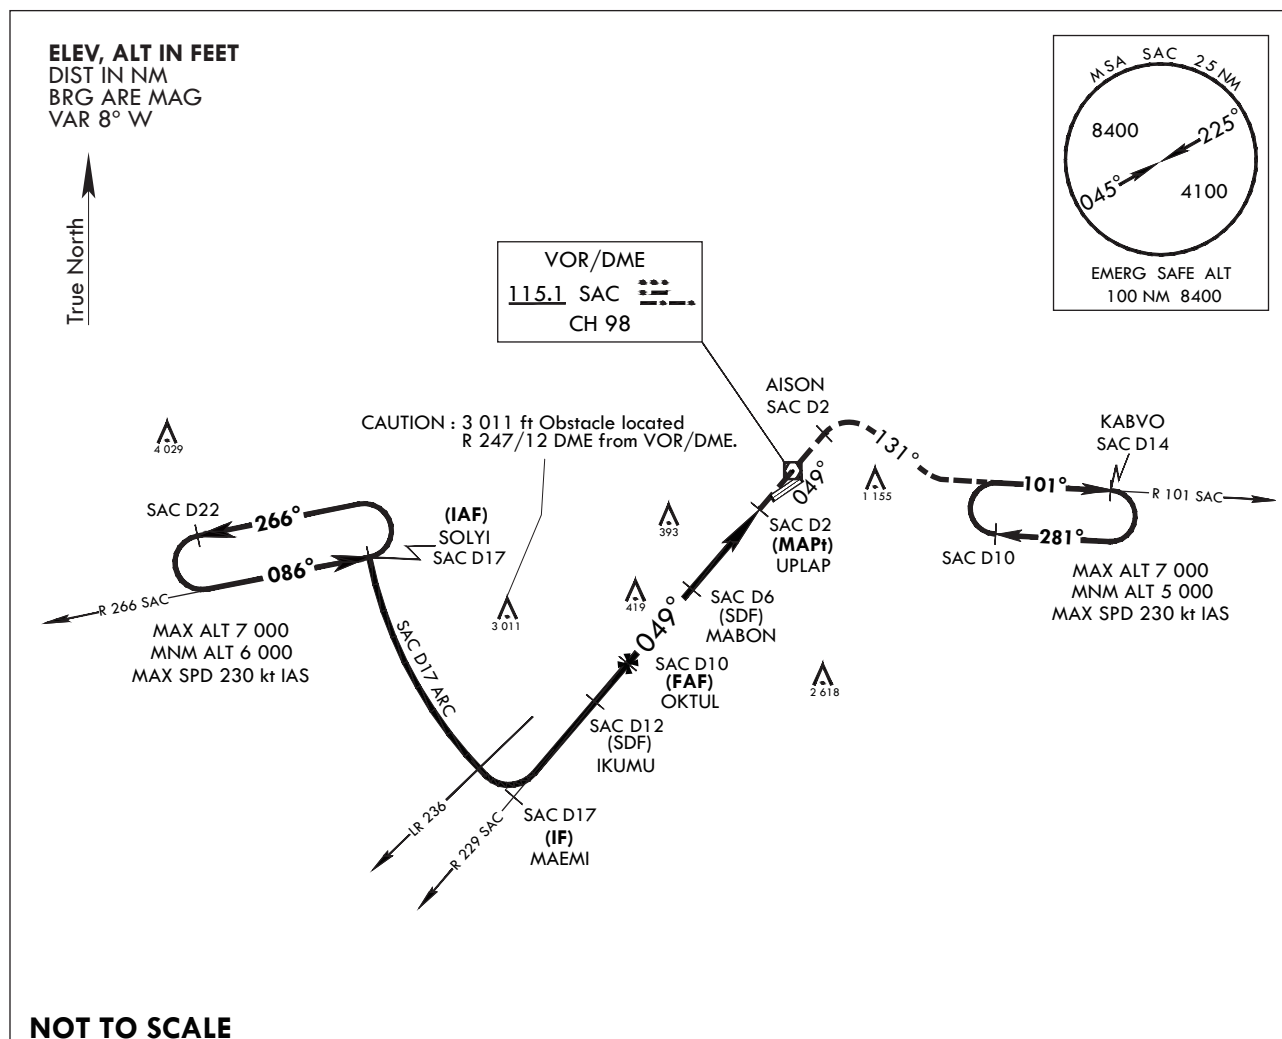 ELEV, ALT IN FEET
DIST IN NM
BRG ARE MAG
VAR 8° W
True North
MSA SAC 25 NM
8400
225°
045°
4100
EMERG SAFE ALT
100 NM 8400
VOR/DME
115.1 SAC
CH 98
AISON
SAC D2
CAUTION : 3 011 ft Obstacle located
R 247/12 DME from VOR/DME.
KABVO
SAC D14
4 029
131°
049°
1 155
101°
R 101 SAC
SAC D22
266°
(IAF)
SOLYI
SAC D17
393
SAC D2
(MAPt)
UPLAP
SAC D10
281°
086°
R 266 SAC
MAX ALT 7 000
MNM ALT 5 000
MAX SPD 230 kt IAS
419
SAC D6
(SDF)
MABON
3 011
MAX ALT 7 000
MNM ALT 6 000
MAX SPD 230 kt IAS
049°
SAC D17 ARC
SAC D10
(FAF)
OKTUL
2 618
SAC D12
(SDF)
IKUMU
LR 236
R 229 SAC
SAC D17
(IF)
MAEMI
NOT TO SCALE